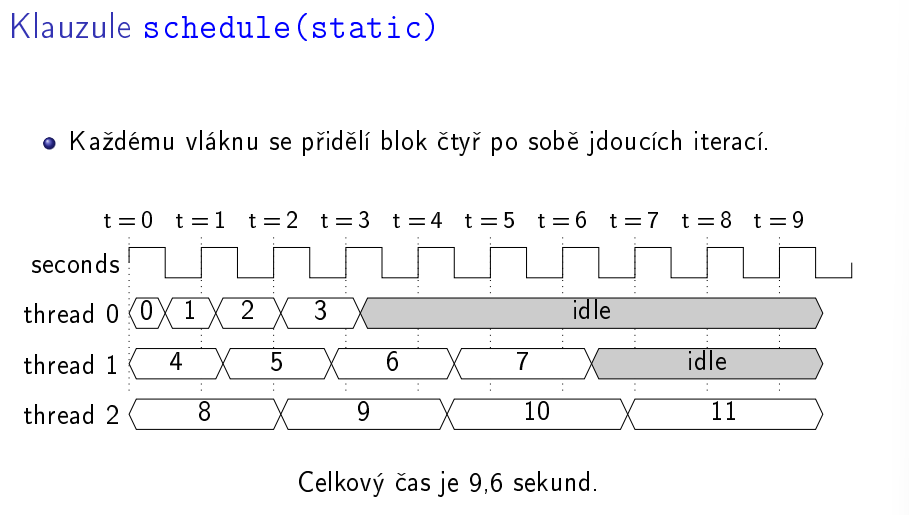 Klauzule schedule(static)
Každému vláknu se přidělí blok čtyř po sobě jdoucích iterací.
t = 0 t = 1 t = 2 t = 3 t = 4 t = 5 t = 6 t = 7 t = 8 t = 9
seconds
thread 0 0 1 2 3 idle
thread 1 4 5 6 7 idle
thread 2 8 9 10 11
Celkový čas je 9,6 sekund.